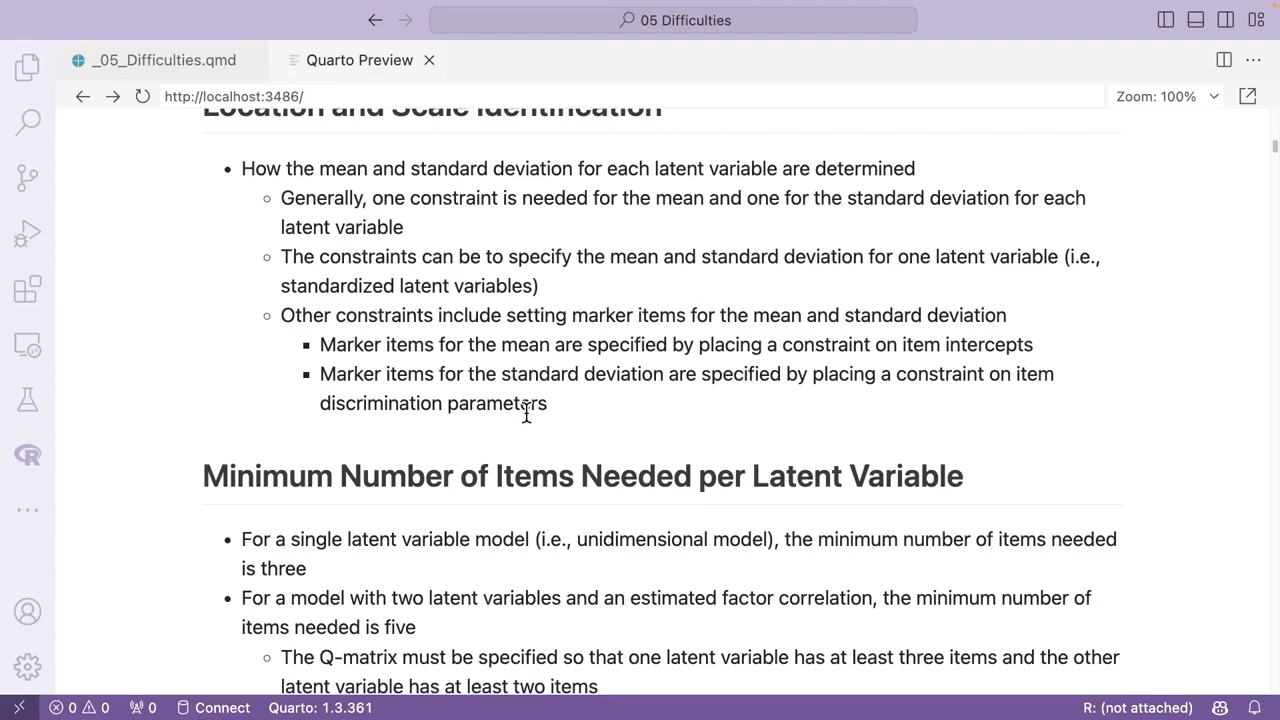 05 Difficulties
_05_Difficulties.qmd
Quarto Preview
http://localhost:3486/
Zoom: 100%
Location and Scale Identification
• How the mean and standard deviation for each latent variable are determined
◦ Generally, one constraint is needed for the mean and one for the standard deviation for each
latent variable
◦ The constraints can be to specify the mean and standard deviation for one latent variable (i.e.,
standardized latent variables)
◦ Other constraints include setting marker items for the mean and standard deviation
▪ Marker items for the mean are specified by placing a constraint on item intercepts
▪ Marker items for the standard deviation are specified by placing a constraint on item
discrimination parameters
Minimum Number of Items Needed per Latent Variable
• For a single latent variable model (i.e., unidimensional model), the minimum number of items needed
is three
• For a model with two latent variables and an estimated factor correlation, the minimum number of
items needed is five
◦ The Q-matrix must be specified so that one latent variable has at least three items and the other
latent variable has at least two items
0 0 0 Connect Quarto: 1.3.361 R: (not attached)